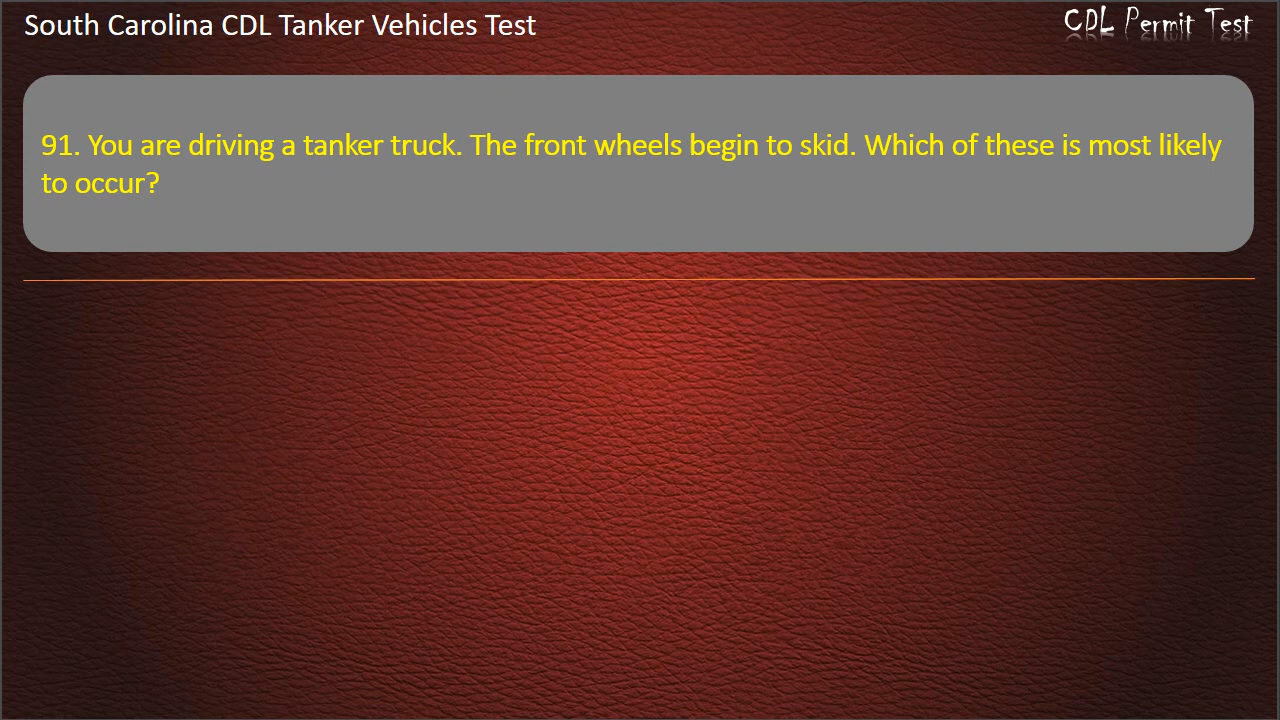 South Carolina CDL Tanker Vehicles Test
CDL Permit Test
91. You are driving a tanker truck. The front wheels begin to skid. Which of these is most likely
to occur?